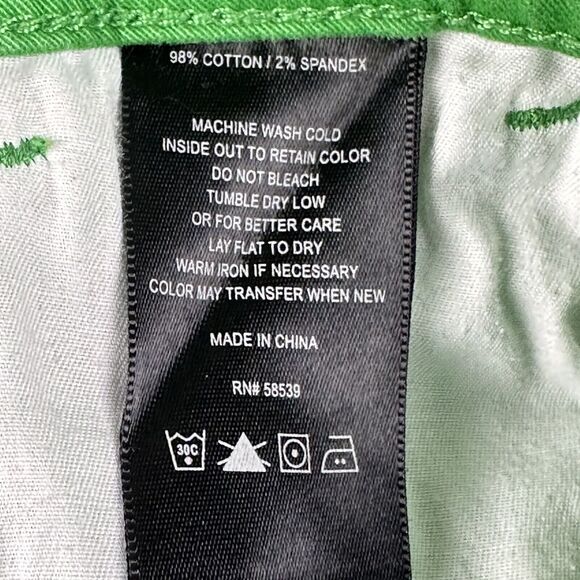 98% COTTON / 2% SPANDEX
MACHINE WASH COLD
INSIDE OUT TO RETAIN COLOR
DO NOT BLEACH
TUMBLE DRY LOW
OR FOR BETTER CARE
LAY FLAT TO DRY
WARM IRON IF NECESSARY
COLOR MAY TRANSFER WHEN NEW
MADE IN CHINA
RN# 58539
30C